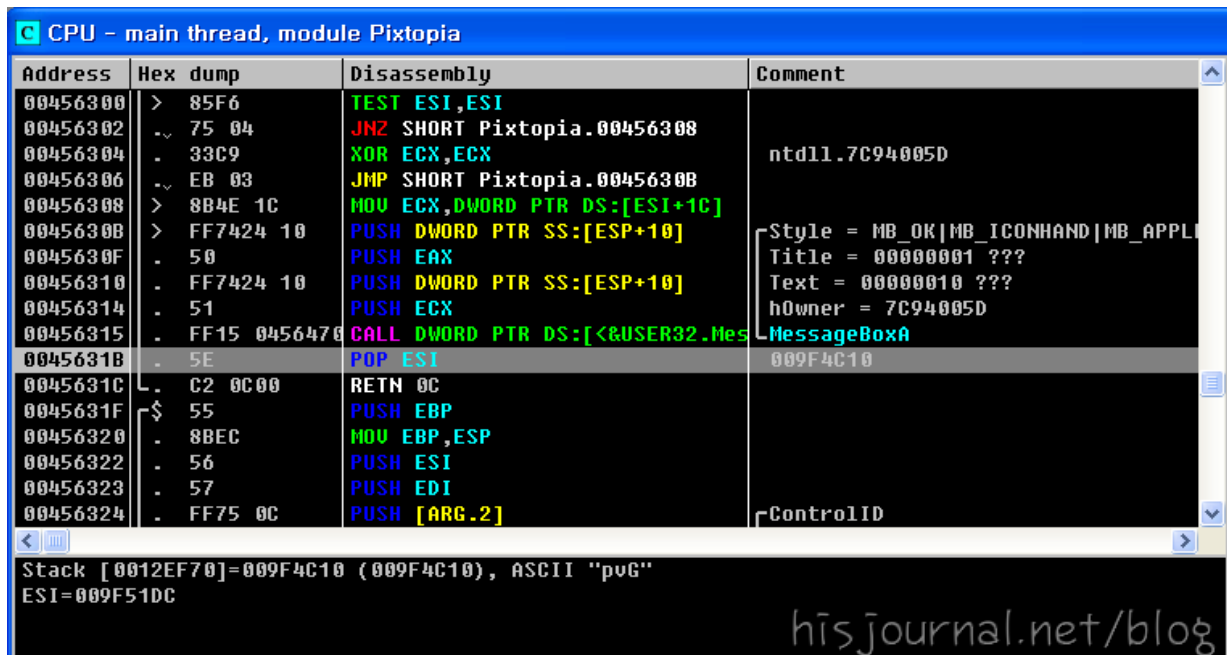 C CPU - main thread, module Pixtopia
Address Hex dump Disassembly Comment
00456300 > 85F6 TEST ESI,ESI
00456302 .v 75 04 JNZ SHORT Pixtopia.00456308
00456304 . 33C9 XOR ECX,ECX ntdll.7C94005D
00456306 .v EB 03 JMP SHORT Pixtopia.0045630B
00456308 > 8B4E 1C MOV ECX,DWORD PTR DS:[ESI+1C]
0045630B > FF7424 10 PUSH DWORD PTR SS:[ESP+10] Style = MB_OK|MB_ICONHAND|MB_APPLI
0045630F . 50 PUSH EAX Title = 00000001 ???
00456310 . FF7424 10 PUSH DWORD PTR SS:[ESP+10] Text = 00000010 ???
00456314 . 51 PUSH ECX hOwner = 7C94005D
00456315 . FF15 0456470 CALL DWORD PTR DS:[<&USER32.Mes MessageBoxA
0045631B . 5E POP ESI 009F4C10
0045631C . C2 0C00 RETN 0C
0045631F $ 55 PUSH EBP
00456320 . 8BEC MOV EBP,ESP
00456322 . 56 PUSH ESI
00456323 . 57 PUSH EDI
00456324 . FF75 0C PUSH [ARG.2] ControlID
Stack [0012EF70]=009F4C10 (009F4C10), ASCII "pvG"
ESI=009F51DC
hisjournal.net/blog